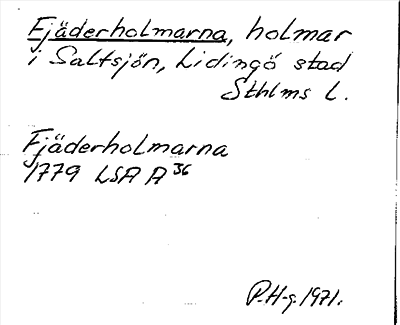 Fjäderholmarna, holmar
i Saltsjön, Lidingö stad
Sthlms L.
Fjäderholmarna
1779 LSA A 36
P.H-g. 1971.